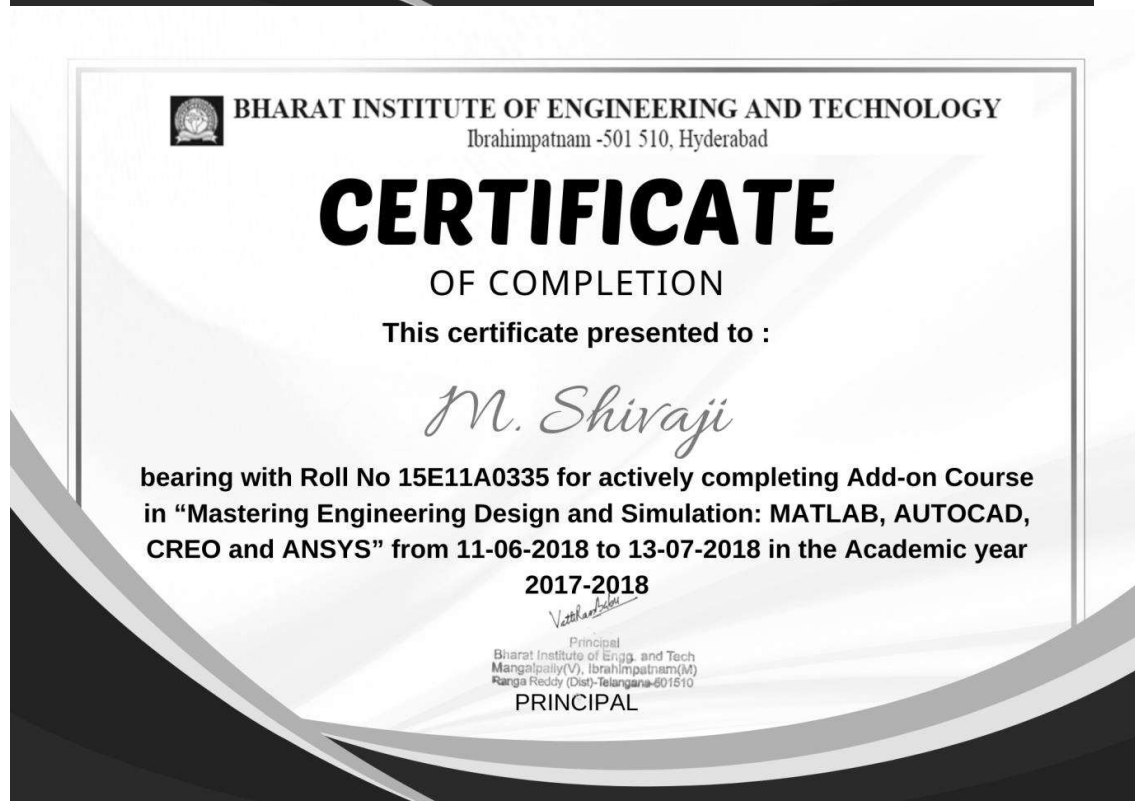 BHARAT INSTITUTE OF ENGINEERING AND TECHNOLOGY
Ibrahimpatnam -501 510, Hyderabad
CERTIFICATE
OF COMPLETION
This certificate presented to :
M. Shivaji
bearing with Roll No 15E11A0335 for actively completing Add-on Course
in “Mastering Engineering Design and Simulation: MATLAB, AUTOCAD,
CREO and ANSYS” from 11-06-2018 to 13-07-2018 in the Academic year
2017-2018
Principal
Bharat Institute of Engg. and Tech
Mangalpally(V), Ibrahimpatnam(M)
Ranga Reddy (Dist)-Telangana-501510
PRINCIPAL